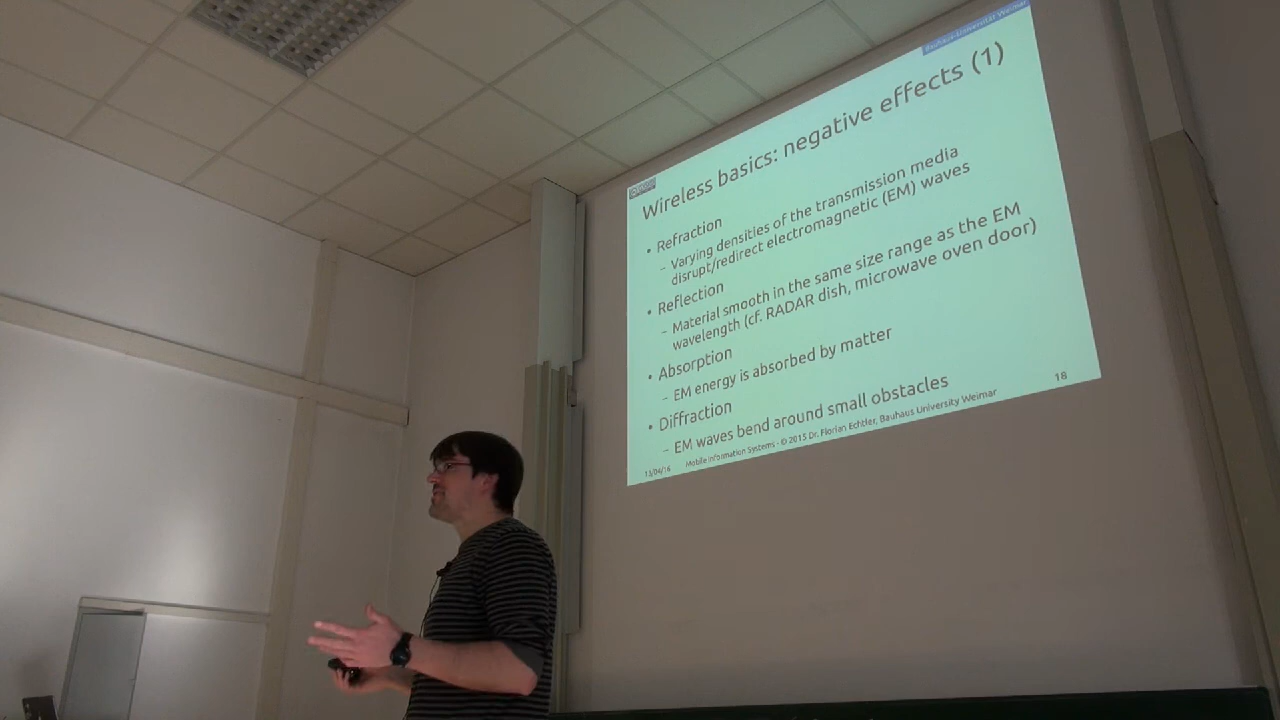 Bauhaus-Universität Weimar
Wireless basics: negative effects (1)
• Refraction
– Varying densities of the transmission media
disrupt/redirect electromagnetic (EM) waves
• Reflection
– Material smooth in the same size range as the EM
wavelength (cf. RADAR dish, microwave oven door)
• Absorption
– EM energy is absorbed by matter
• Diffraction
– EM waves bend around small obstacles
13/04/16 Mobile Information Systems - © 2015 Dr. Florian Echtler, Bauhaus University Weimar 18